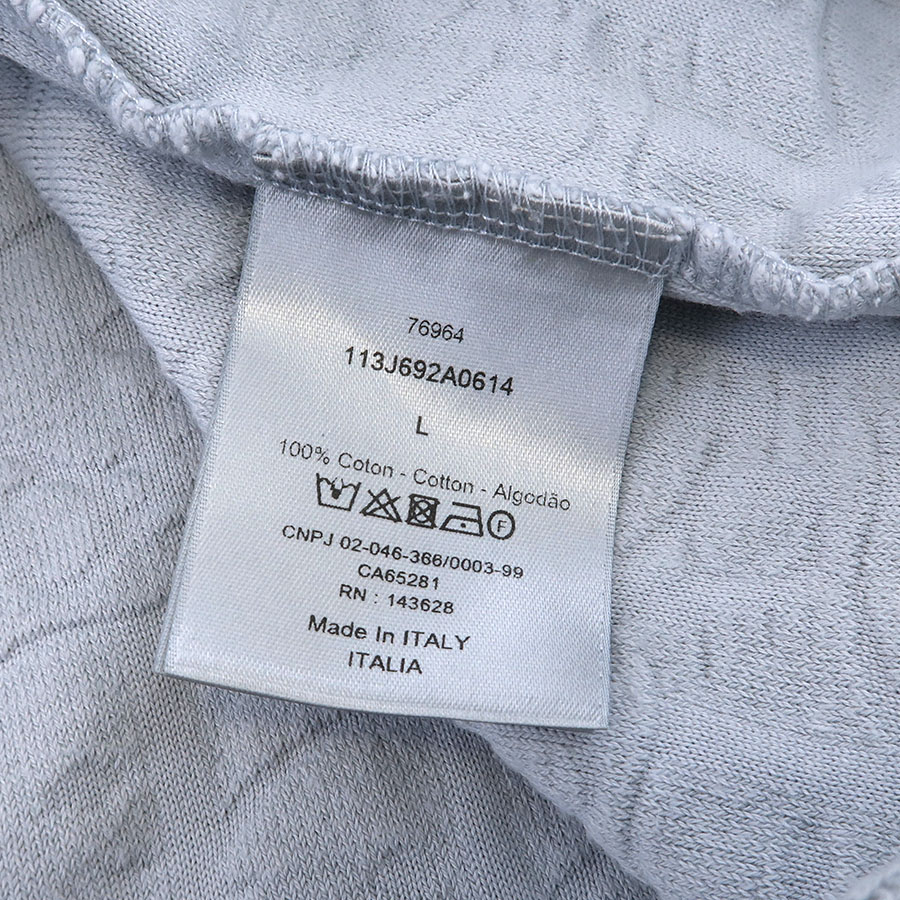 76964
113J692A0614
L
100% Coton - Cotton - Algodão
F
CNPJ 02-046-366/0003-99
CA65281
RN : 143628
Made In ITALY
ITALIA